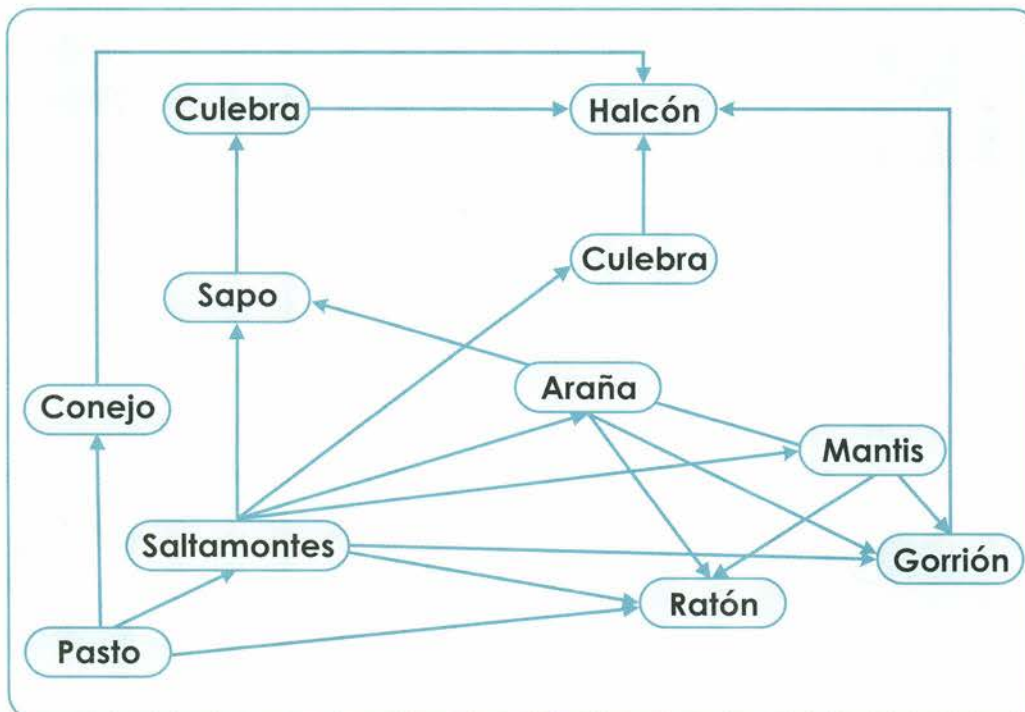 Culebra
Halcón
Culebra
Sapo
Araña
Conejo
Mantis
Saltamontes
Gorrión
Ratón
Pasto